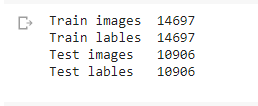 Train images  14697
Train lables  14697
Test images   10906
Test lables   10906